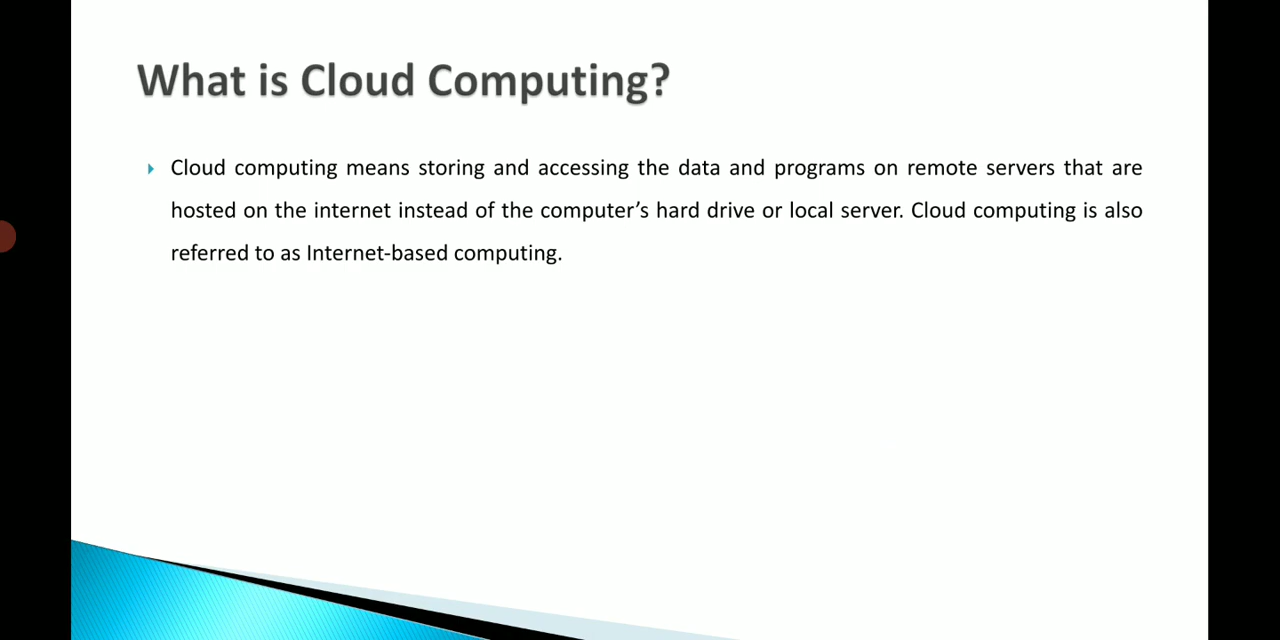 What is Cloud Computing?
Cloud computing means storing and accessing the data and programs on remote servers that are
hosted on the internet instead of the computer’s hard drive or local server. Cloud computing is also
referred to as Internet-based computing.